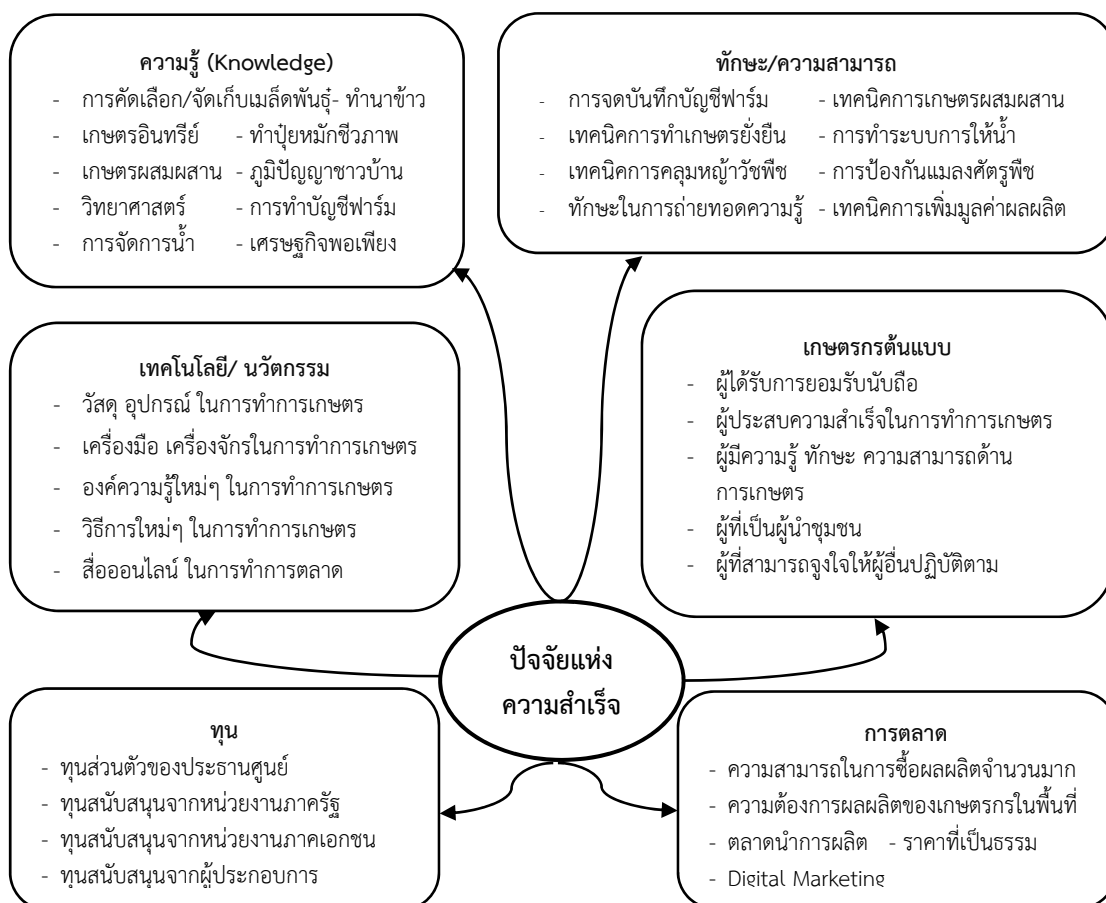 ความรู้ (Knowledge)
- การคัดเลือก/จัดเก็บเมล็ดพันธุ์- ทำนาข้าว
- เกษตรอินทรีย์ - ทำปุ๋ยหมักชีวภาพ
- เกษตรผสมผสาน - ภูมิปัญญาชาวบ้าน
- วิทยาศาสตร์ - การทำบัญชีฟาร์ม
- การจัดการน้ำ - เศรษฐกิจพอเพียง
ทักษะ/ความสามารถ
- การจดบันทึกบัญชีฟาร์ม - เทคนิคการเกษตรผสมผสาน
- เทคนิคการทำเกษตรยั่งยืน - การทำระบบการให้น้ำ
- เทคนิคการคลุมหญ้าวัชพืช - การป้องกันแมลงศัตรูพืช
- ทักษะในการถ่ายทอดความรู้ - เทคนิคการเพิ่มมูลค่าผลผลิต
เทคโนโลยี/ นวัตกรรม
- วัสดุ อุปกรณ์ ในการทำการเกษตร
- เครื่องมือ เครื่องจักรในการทำการเกษตร
- องค์ความรู้ใหม่ๆ ในการทำการเกษตร
- วิธีการใหม่ๆ ในการทำการเกษตร
- สื่อออนไลน์ ในการทำการตลาด
เกษตรกรต้นแบบ
- ผู้ได้รับการยอมรับนับถือ
- ผู้ประสบความสำเร็จในการทำการเกษตร
- ผู้มีความรู้ ทักษะ ความสามารถด้าน
การเกษตร
- ผู้ที่เป็นผู้นำชุมชน
- ผู้ที่สามารถจูงใจให้ผู้อื่นปฏิบัติตาม
ปัจจัยแห่ง
ความสำเร็จ
ทุน
- ทุนส่วนตัวของประธานศูนย์
- ทุนสนับสนุนจากหน่วยงานภาครัฐ
- ทุนสนับสนุนจากหน่วยงานภาคเอกชน
- ทุนสนับสนุนจากผู้ประกอบการ
การตลาด
- ความสามารถในการซื้อผลผลิตจำนวนมาก
- ความต้องการผลผลิตของเกษตรกรในพื้นที่
- ตลาดนำการผลิต - ราคาที่เป็นธรรม
- Digital Marketing